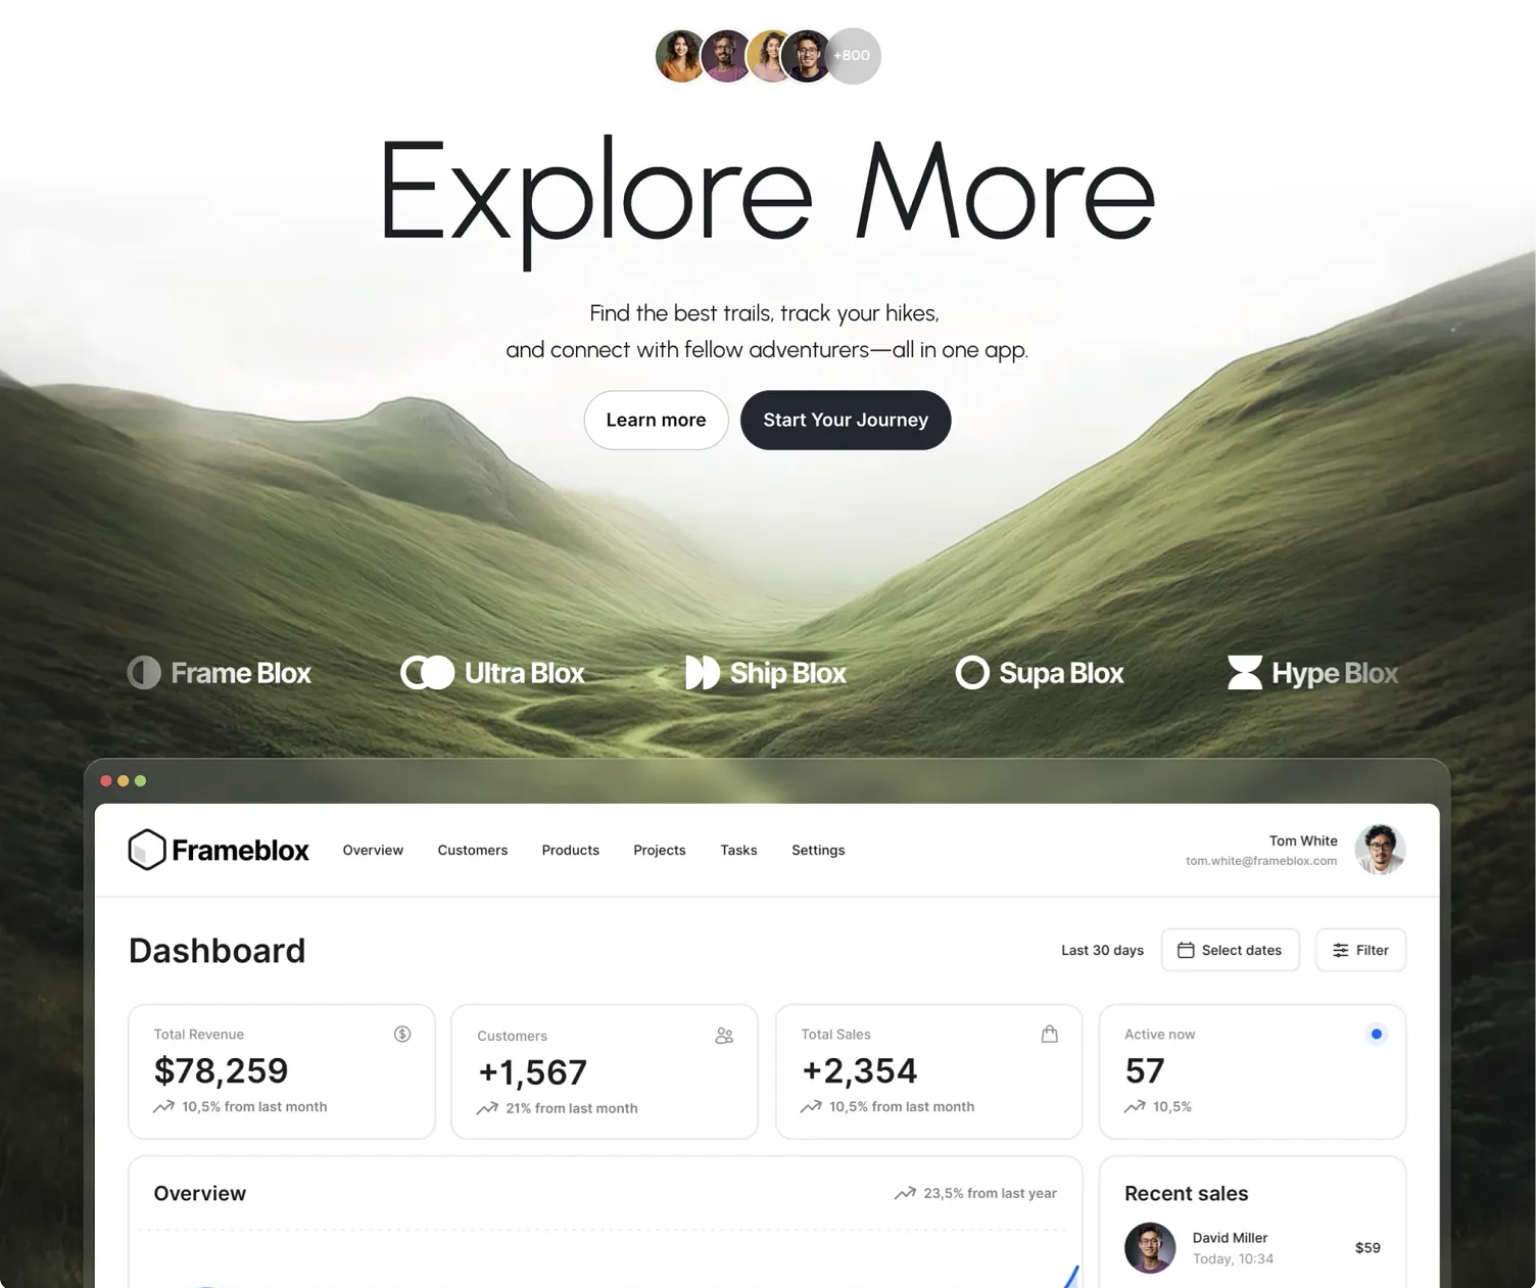 +800
Explore More
Find the best trails, track your hikes,
and connect with fellow adventurers—all in one app.
Learn more
Start Your Journey
Frame Blox
Ultra Blox
Ship Blox
Supa Blox
Hype Blox
Frameblox
Overview
Customers
Products
Projects
Tasks
Settings
Tom White
tom.white@frameblox.com
Dashboard
Last 30 days
Select dates
Filter
Total Revenue
$78,259
10,5% from last month
Customers
+1,567
21% from last month
Total Sales
+2,354
10,5% from last month
Active now
57
10,5%
Overview
23,5% from last year
Recent sales
David Miller
Today, 10:34
$59